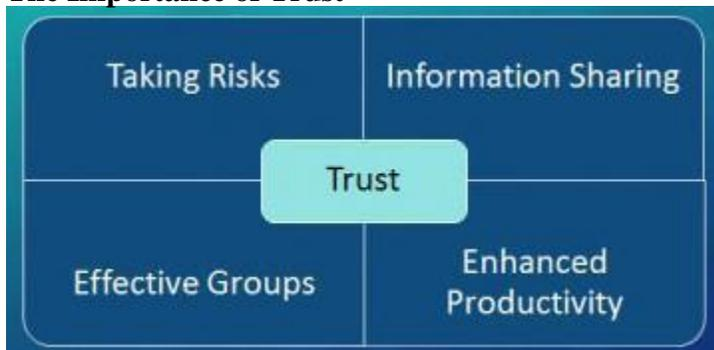 The Importance of Trust
Taking Risks
Information Sharing
Trust
Effective Groups
Enhanced
Productivity